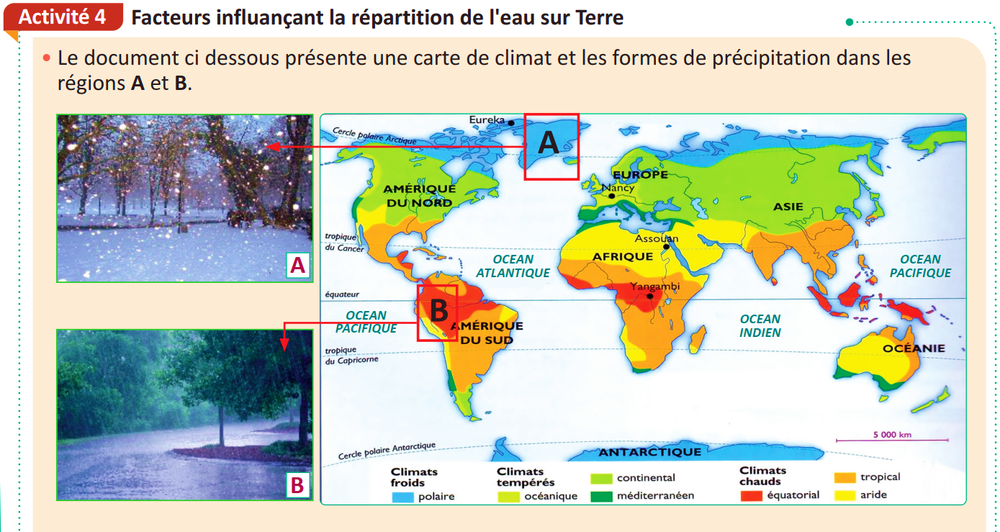 Activité 4 Facteurs influançant la répartition de l'eau sur Terre
• Le document ci dessous présente une carte de climat et les formes de précipitation dans les
régions A et B.
A
B
Eureka
Cercle polaire Arctique
A
EUROPE
Nancy
AMÉRIQUE
DU NORD
ASIE
tropique
du Cancer
Assouan
AFRIQUE
OCEAN
ATLANTIQUE
OCEAN
PACIFIQUE
Yangambi
équateur
B
OCEAN
PACIFIQUE
AMÉRIQUE
DU SUD
OCEAN
INDIEN
tropique
du Capricorne
OCÉANIE
5 000 km
Cercle polaire Antarctique
ANTARCTIQUE
Climats
froids
polaire
Climats
tempérés
océanique
continental
méditerranéen
Climats
chauds
équatorial
tropical
aride